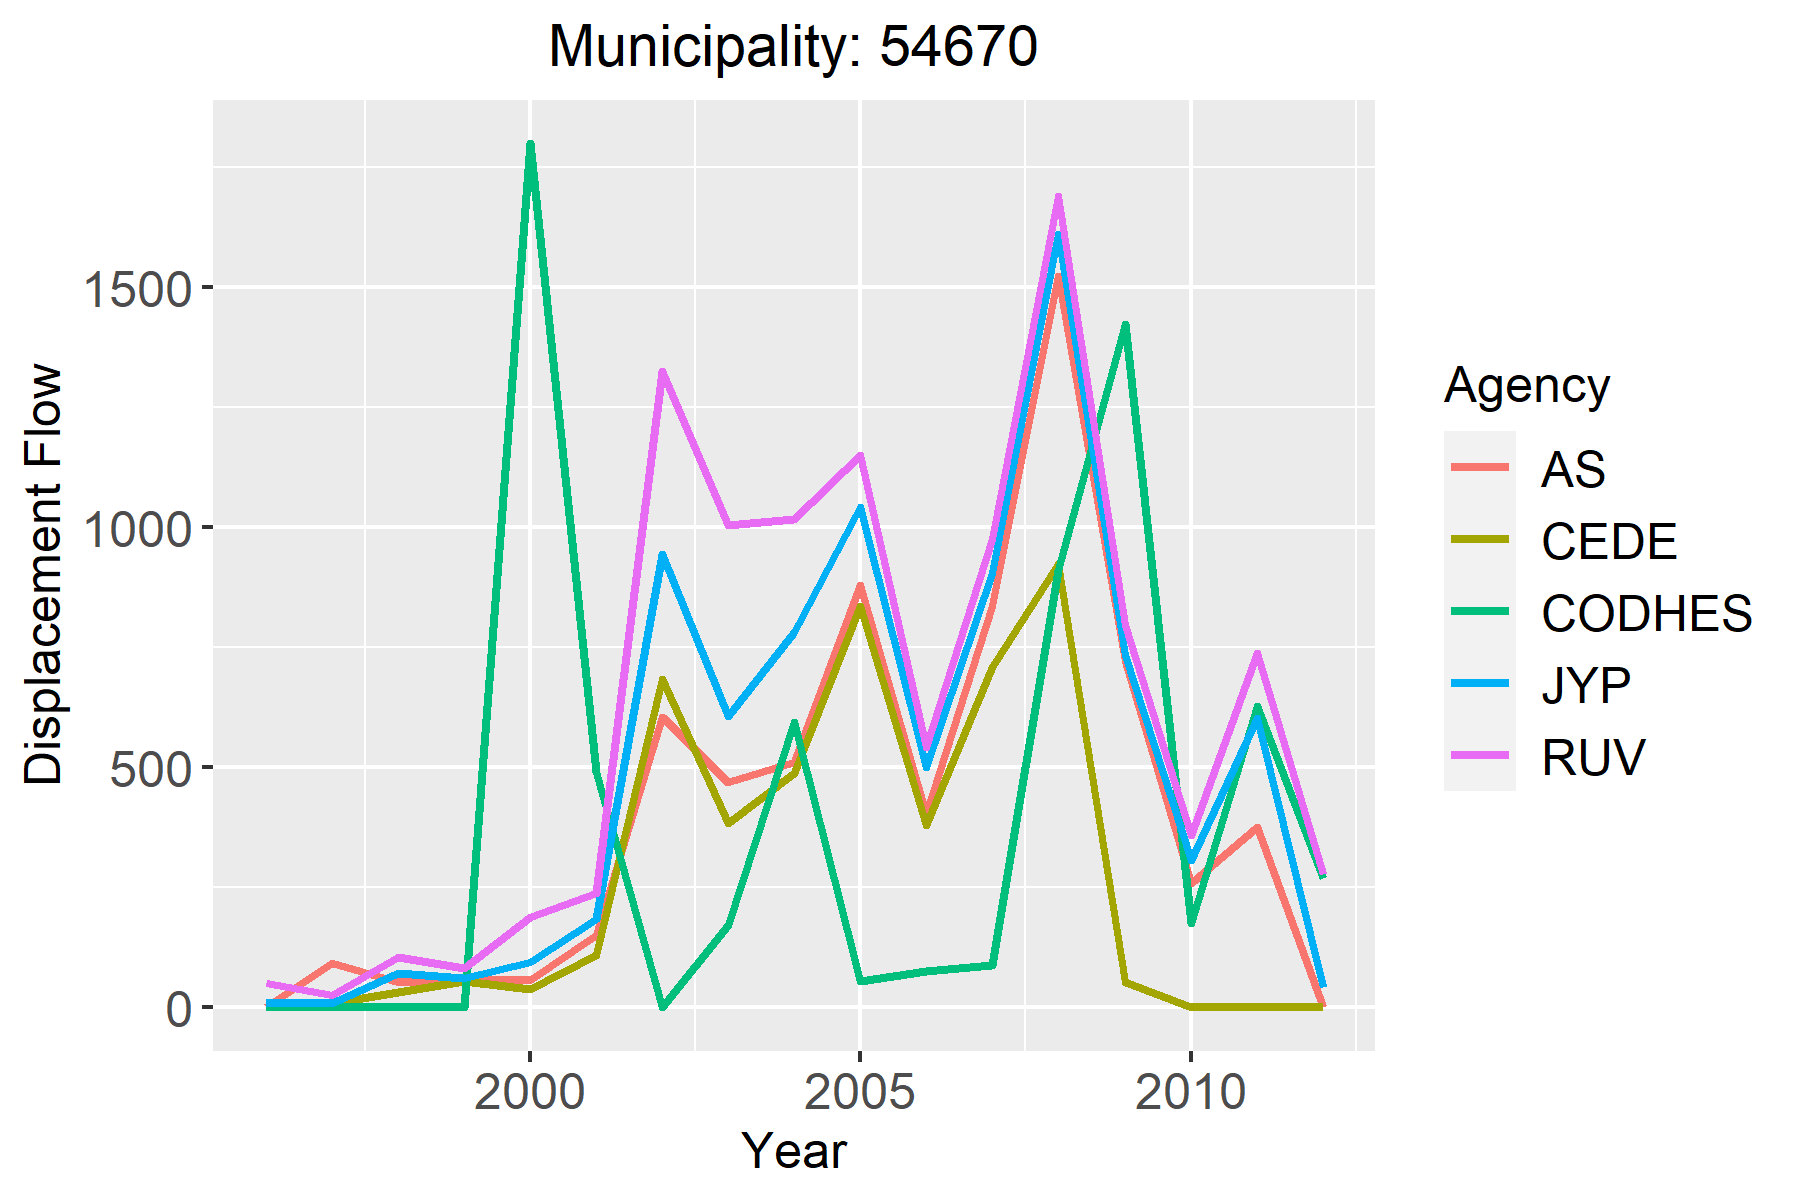 Municipality: 54670
Displacement Flow
1500
1000
500
0
2000
2005
2010
Year
Agency
AS
CEDE
CODHES
JYP
RUV